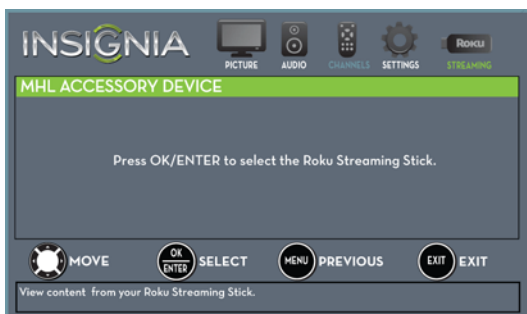 INSIGNIA
PICTURE AUDIO CHANNELS SETTINGS Roku STREAMING
MHL ACCESSORY DEVICE
Press OK/ENTER to select the Roku Streaming Stick.
MOVE OK ENTER SELECT MENU PREVIOUS EXIT EXIT
View content from your Roku Streaming Stick.